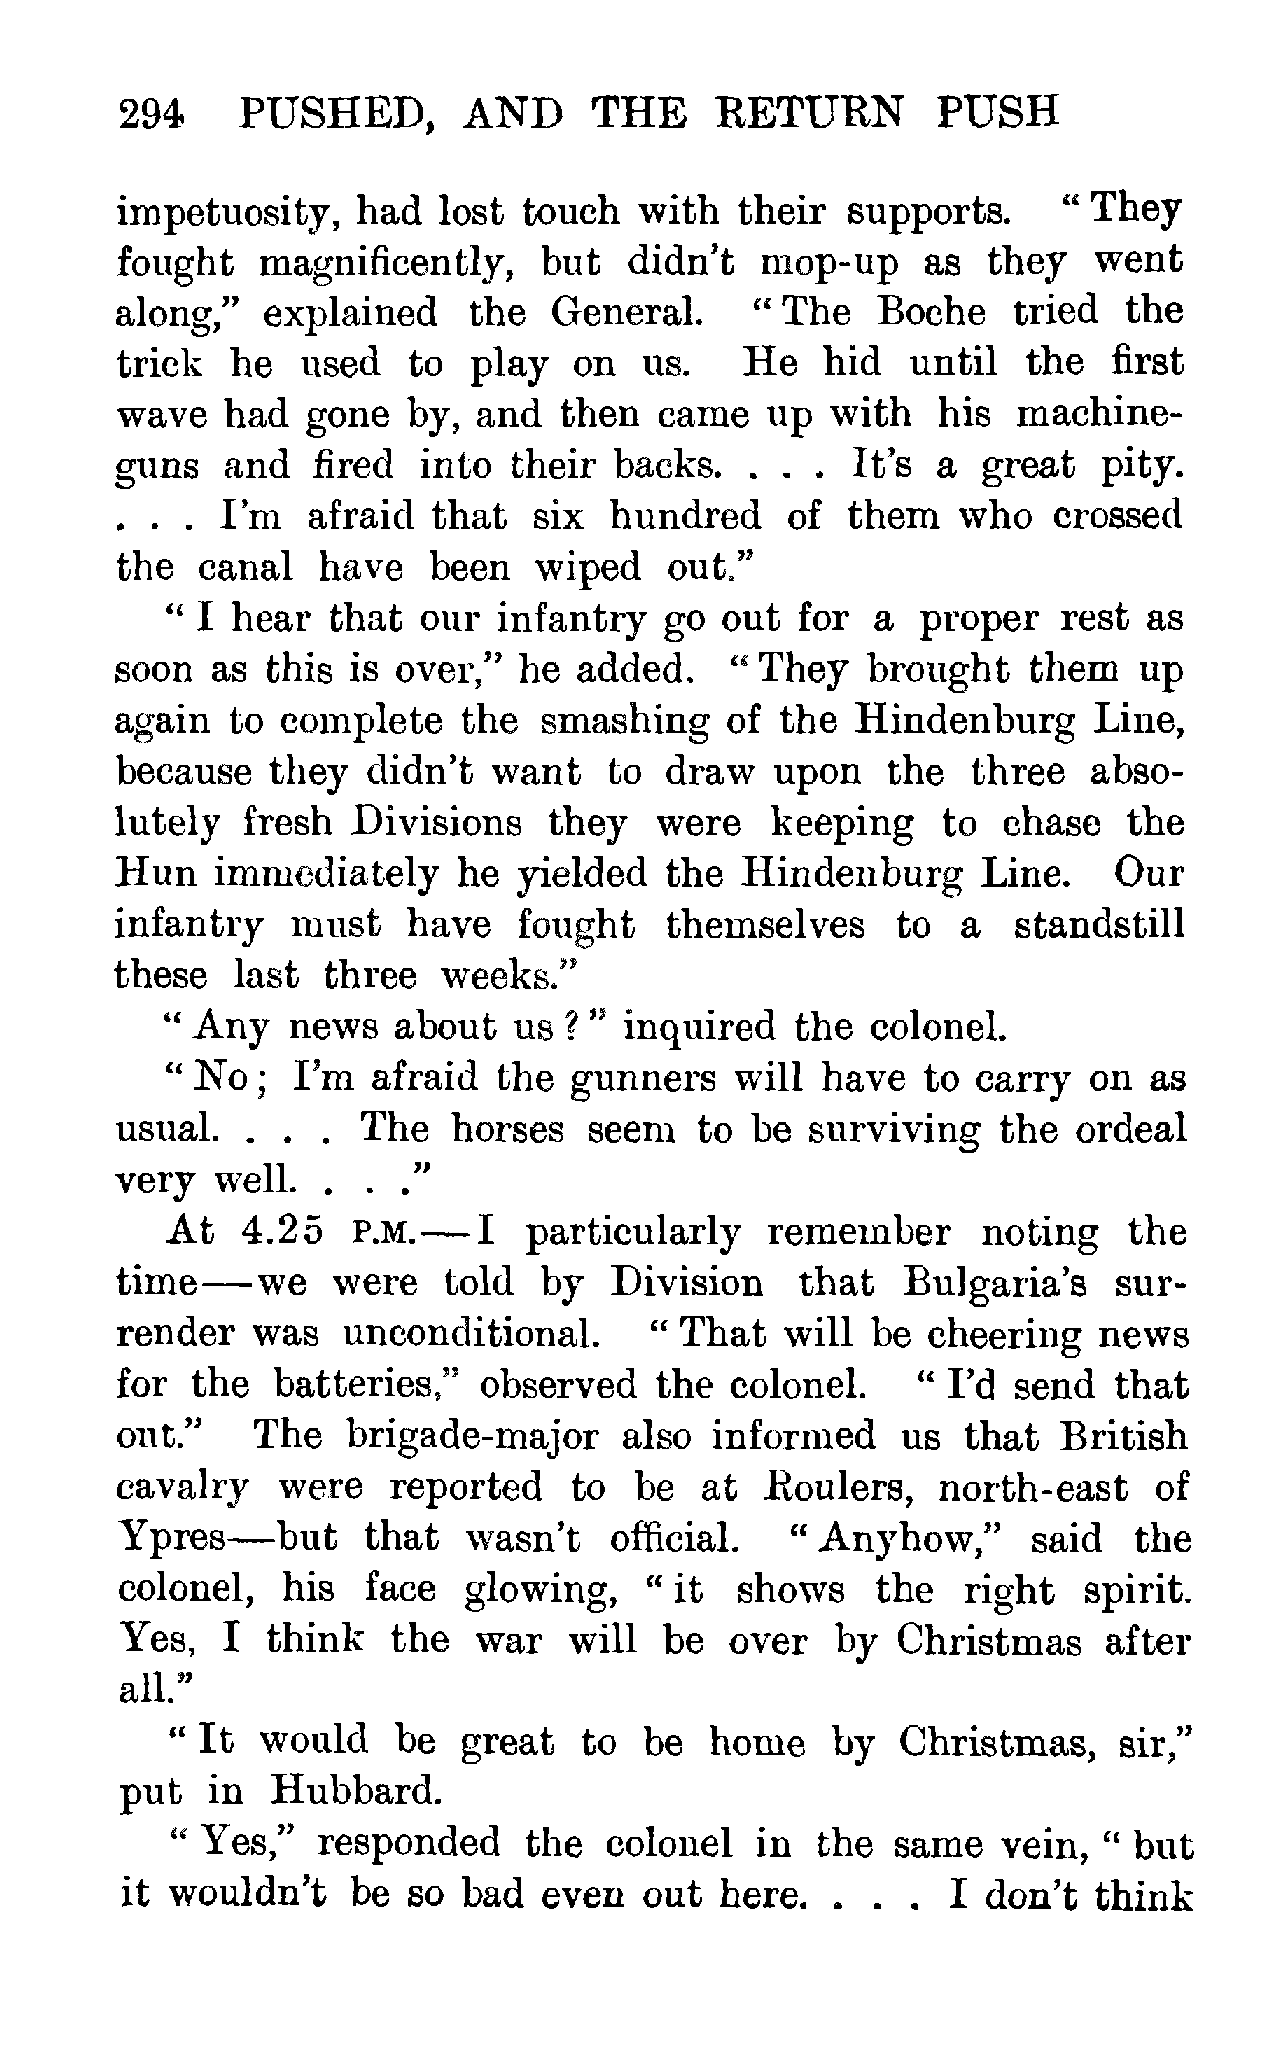 294 PUSHED, AND THE RETURN PUSH
impetuosity, had lost touch with their supports. “They
fought magnificently, but didn't mop-up as they went
along,” explained the General. “The Boche tried the
trick he used to play on us. He hid until the first
wave had gone by, and then came up with his machine-
guns and fired into their backs. . . . It's a great pity.
. . . I'm afraid that six hundred of them who crossed
the canal have been wiped out.”
“I hear that our infantry go out for a proper rest as
soon as this is over,” he added. “They brought them up
again to complete the smashing of the Hindenburg Line,
because they didn't want to draw upon the three abso-
lutely fresh Divisions they were keeping to chase the
Hun immediately he yielded the Hindenburg Line. Our
infantry must have fought themselves to a standstill
these last three weeks.”
“Any news about us?” inquired the colonel.
“No; I'm afraid the gunners will have to carry on as
usual. . . . The horses seem to be surviving the ordeal
very well. . . .”
At 4.25 P.M.—I particularly remember noting the
time—we were told by Division that Bulgaria's sur-
render was unconditional. “That will be cheering news
for the batteries,” observed the colonel. “I'd send that
out.” The brigade-major also informed us that British
cavalry were reported to be at Roulers, north-east of
Ypres—but that wasn't official. “Anyhow,” said the
colonel, his face glowing, “it shows the right spirit.
Yes, I think the war will be over by Christmas after
all.”
“It would be great to be home by Christmas, sir,”
put in Hubbard.
“Yes,” responded the colonel in the same vein, “but
it wouldn't be so bad even out here. . . . I don't think